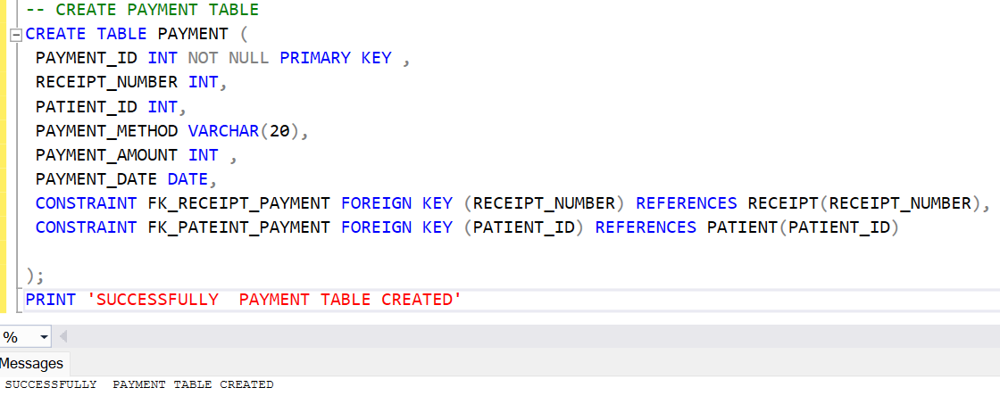 -- CREATE PAYMENT TABLE
CREATE TABLE PAYMENT (
PAYMENT_ID INT NOT NULL PRIMARY KEY ,
RECEIPT_NUMBER INT,
PATIENT_ID INT,
PAYMENT_METHOD VARCHAR(20),
PAYMENT_AMOUNT INT ,
PAYMENT_DATE DATE,
CONSTRAINT FK_RECEIPT_PAYMENT FOREIGN KEY (RECEIPT_NUMBER) REFERENCES RECEIPT(RECEIPT_NUMBER),
CONSTRAINT FK_PATEINT_PAYMENT FOREIGN KEY (PATIENT_ID) REFERENCES PATIENT(PATIENT_ID)
);
PRINT 'SUCCESSFULLY  PAYMENT TABLE CREATED'
%
Messages
SUCCESSFULLY  PAYMENT TABLE CREATED